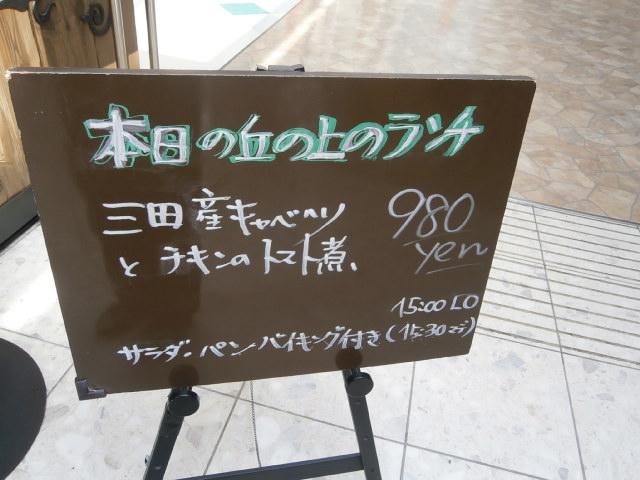 本日の丘の上のランチ
三田産キャベツ 980
とチキンのトマト煮、 yen
15:00 LO
サラダ、パンバイキング付き(15:30まで)